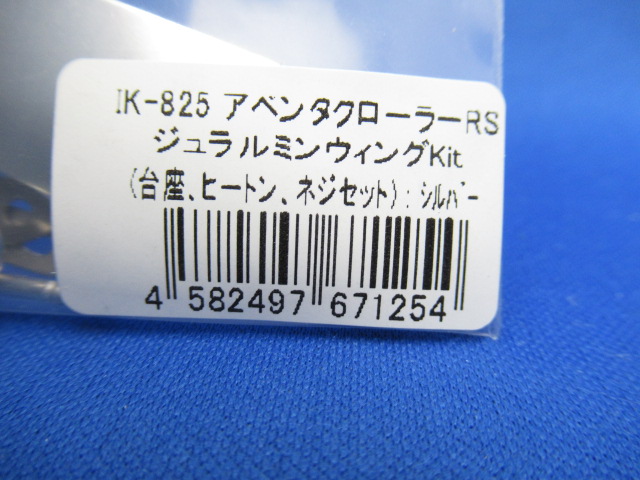 IK-825 アベンタクローラーRS
ジュラルミンウィングKit
(台座、ヒートン、ネジセット): シルバー
4 582497 671254